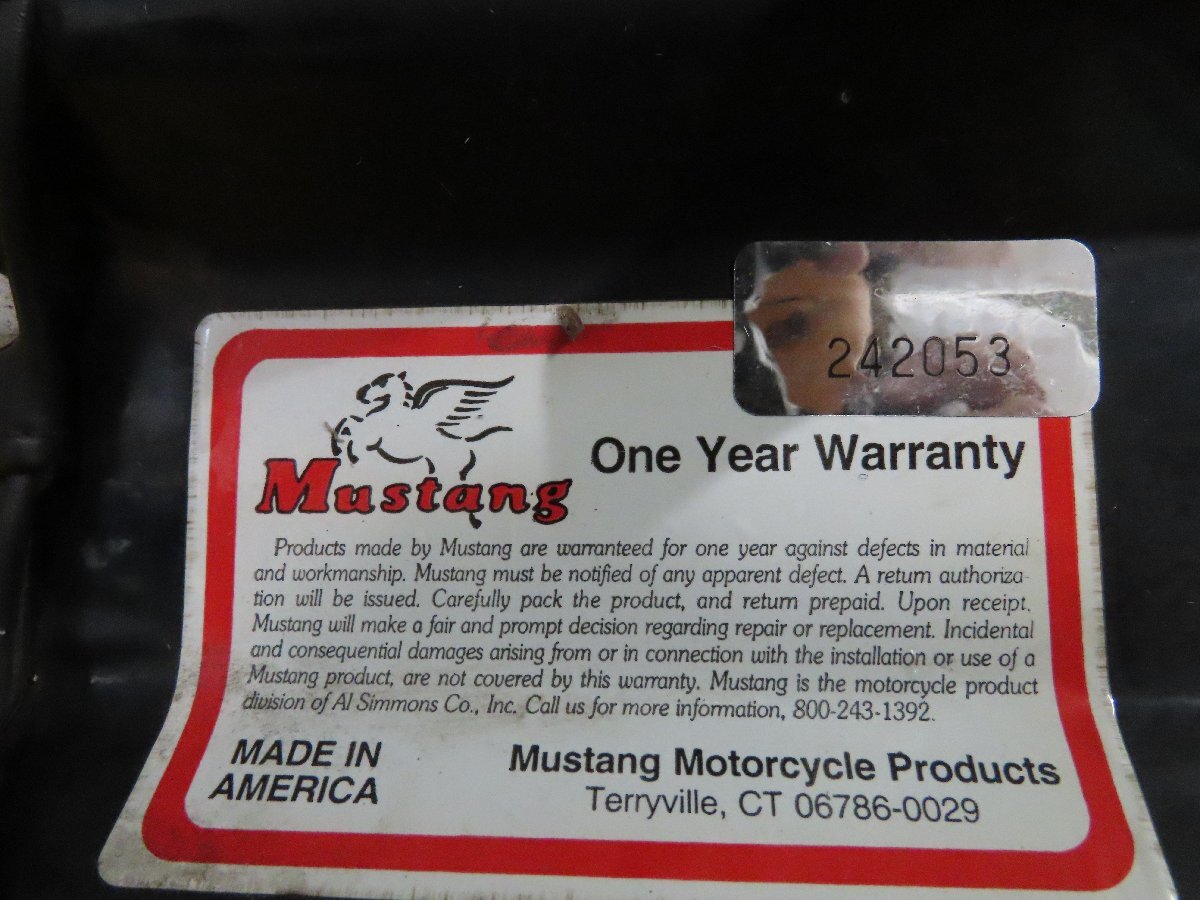 242053
Mustang
One Year Warranty
Products made by Mustang are warranteed for one year against defects in material
and workmanship. Mustang must be notified of any apparent defect. A return authoriza-
tion will be issued. Carefully pack the product, and return prepaid. Upon receipt,
Mustang will make a fair and prompt decision regarding repair or replacement. Incidental
and consequential damages arising from or in connection with the installation or use of a
Mustang product, are not covered by this warranty. Mustang is the motorcycle product
division of Al Simmons Co., Inc. Call us for more information, 800-243-1392.
MADE IN
AMERICA
Mustang Motorcycle Products
Terryville, CT 06786-0029